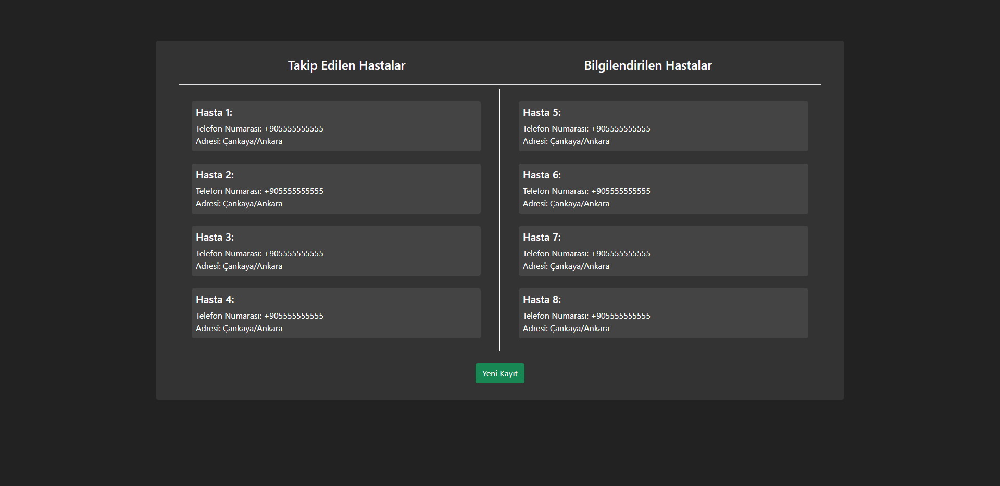 Takip Edilen Hastalar
Bilgilendirilen Hastalar
Hasta 1:
Telefon Numarası: +905555555555
Adresi: Çankaya/Ankara
Hasta 2:
Telefon Numarası: +905555555555
Adresi: Çankaya/Ankara
Hasta 3:
Telefon Numarası: +905555555555
Adresi: Çankaya/Ankara
Hasta 4:
Telefon Numarası: +905555555555
Adresi: Çankaya/Ankara
Hasta 5:
Telefon Numarası: +905555555555
Adresi: Çankaya/Ankara
Hasta 6:
Telefon Numarası: +905555555555
Adresi: Çankaya/Ankara
Hasta 7:
Telefon Numarası: +905555555555
Adresi: Çankaya/Ankara
Hasta 8:
Telefon Numarası: +905555555555
Adresi: Çankaya/Ankara
Yeni Kayıt